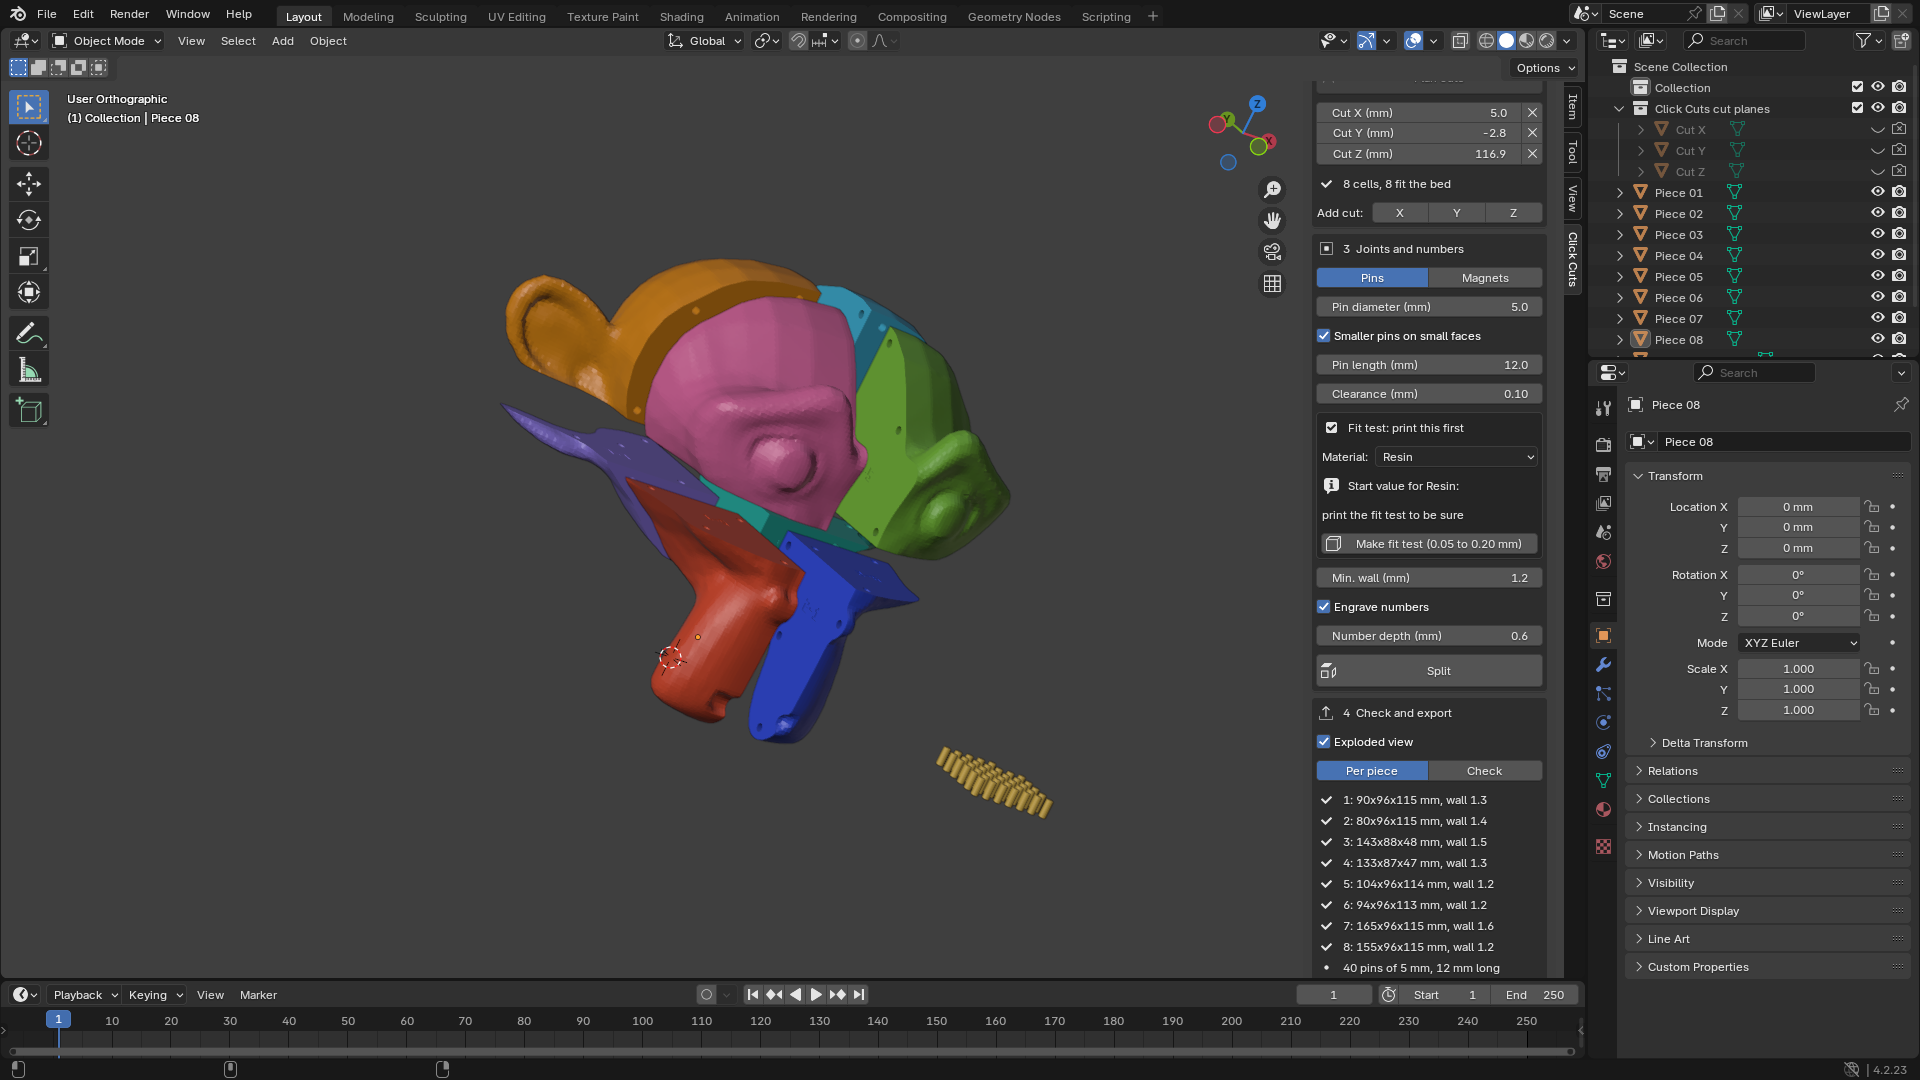 File Edit Render Window Help Layout Modeling Sculpting UV Editing Texture Paint Shading Animation Rendering Compositing Geometry Nodes Scripting + Scene ViewLayer
Object Mode View Select Add Object Global Search
Options
User Orthographic
(1) Collection | Piece 08
Z
Y
X
Cut X (mm) 5.0
Cut Y (mm) -2.8
Cut Z (mm) 116.9
8 cells, 8 fit the bed
Add cut: X Y Z
3 Joints and numbers
Pins Magnets
Pin diameter (mm) 5.0
Smaller pins on small faces
Pin length (mm) 12.0
Clearance (mm) 0.10
Fit test: print this first
Material: Resin
Start value for Resin:
print the fit test to be sure
Make fit test (0.05 to 0.20 mm)
Min. wall (mm) 1.2
Engrave numbers
Number depth (mm) 0.6
Split
4 Check and export
Exploded view
Per piece Check
1: 90x96x115 mm, wall 1.3
2: 80x96x115 mm, wall 1.4
3: 143x88x48 mm, wall 1.5
4: 133x87x47 mm, wall 1.3
5: 104x96x114 mm, wall 1.2
6: 94x96x113 mm, wall 1.2
7: 165x96x115 mm, wall 1.6
8: 155x96x115 mm, wall 1.2
40 pins of 5 mm, 12 mm long
Item
Tool
View
Click Cuts
Scene Collection
Collection
Click Cuts cut planes
Cut X
Cut Y
Cut Z
Piece 01
Piece 02
Piece 03
Piece 04
Piece 05
Piece 06
Piece 07
Piece 08
Search
Piece 08
Piece 08
Transform
Location X 0 mm
Y 0 mm
Z 0 mm
Rotation X 0°
Y 0°
Z 0°
Mode XYZ Euler
Scale X 1.000
Y 1.000
Z 1.000
Delta Transform
Relations
Collections
Instancing
Motion Paths
Visibility
Viewport Display
Line Art
Custom Properties
Playback Keying View Marker 1 Start 1 End 250
1 10 20 30 40 50 60 70 80 90 100 110 120 130 140 150 160 170 180 190 200 210 220 230 240 250
4.2.23